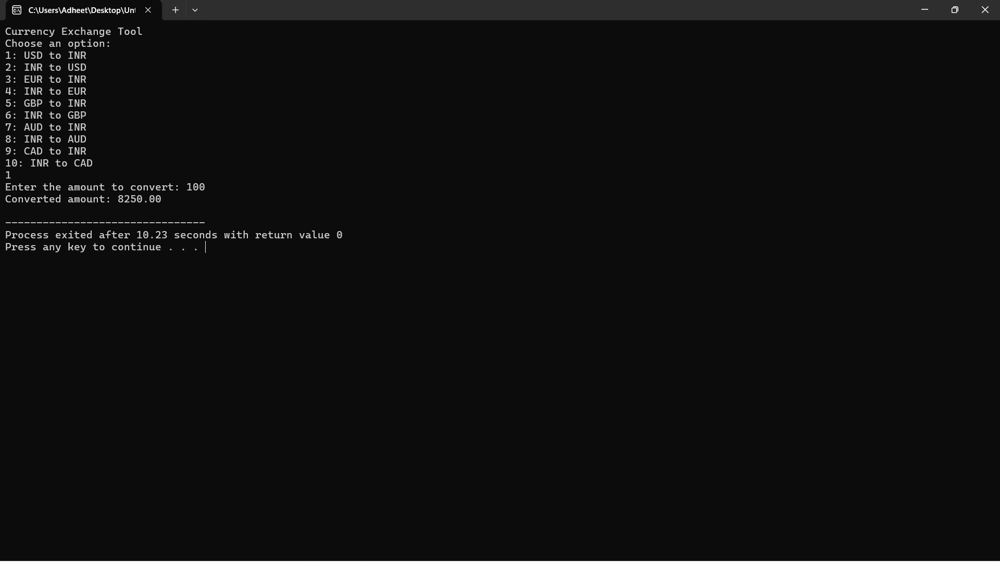 C:\Users\Adheet\Desktop\Unt
Currency Exchange Tool
Choose an option:
1: USD to INR
2: INR to USD
3: EUR to INR
4: INR to EUR
5: GBP to INR
6: INR to GBP
7: AUD to INR
8: INR to AUD
9: CAD to INR
10: INR to CAD
1
Enter the amount to convert: 100
Converted amount: 8250.00
--------------------------------
Process exited after 10.23 seconds with return value 0
Press any key to continue . . .